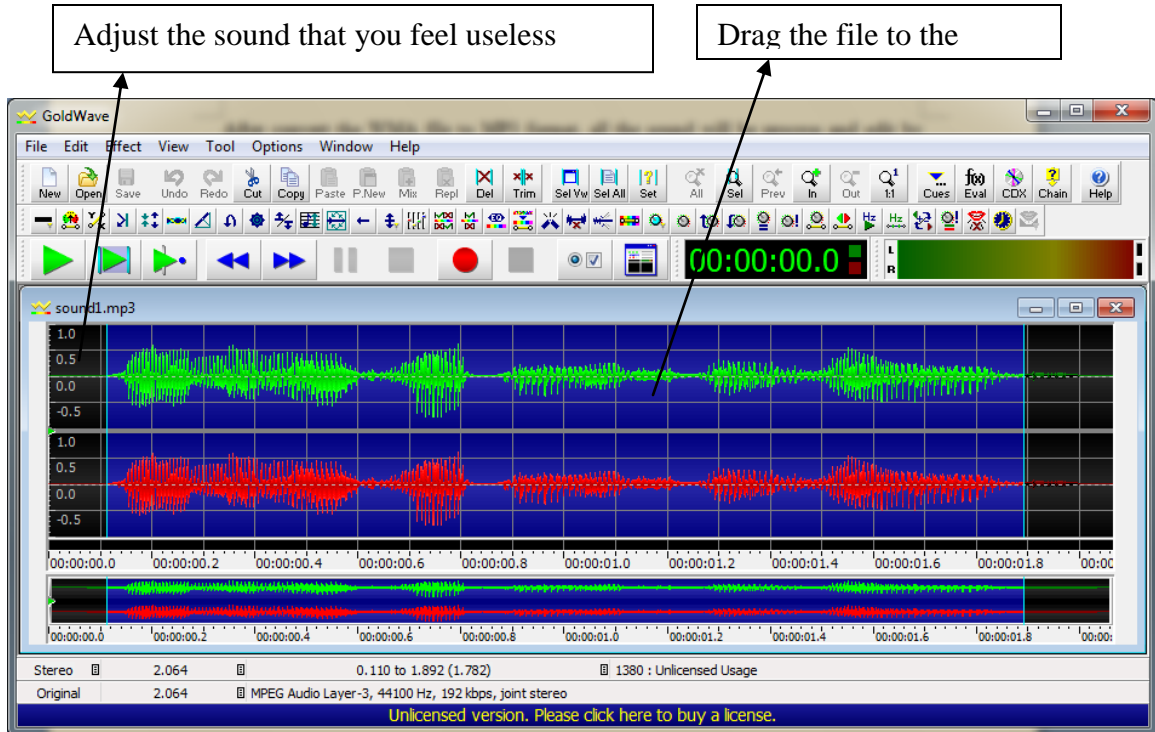 Adjust the sound that you feel useless
Drag the file to the
GoldWave
File Edit Effect View Tool Options Window Help
New Open Save Undo Redo Cut Copy Paste P.New Mix Repl Del Trim Sel Vw Sel All Set All Sel Prev In Out 1:1 Cues Eval CDX Chain Help
00:00:00.0
L
R
sound1.mp3
1.0
0.5
0.0
-0.5
1.0
0.5
0.0
-0.5
00:00:00.0 00:00:00.2 00:00:00.4 00:00:00.6 00:00:00.8 00:00:01.0 00:00:01.2 00:00:01.4 00:00:01.6 00:00:01.8 00:00
00:00:00.0 00:00:00.2 00:00:00.4 00:00:00.6 00:00:00.8 00:00:01.0 00:00:01.2 00:00:01.4 00:00:01.6 00:00:01.8 00:00:
Stereo 2.064 0.110 to 1.892 (1.782) 1380 : Unlicensed Usage
Original 2.064 MPEG Audio Layer-3, 44100 Hz, 192 kbps, joint stereo
Unlicensed version. Please click here to buy a license.